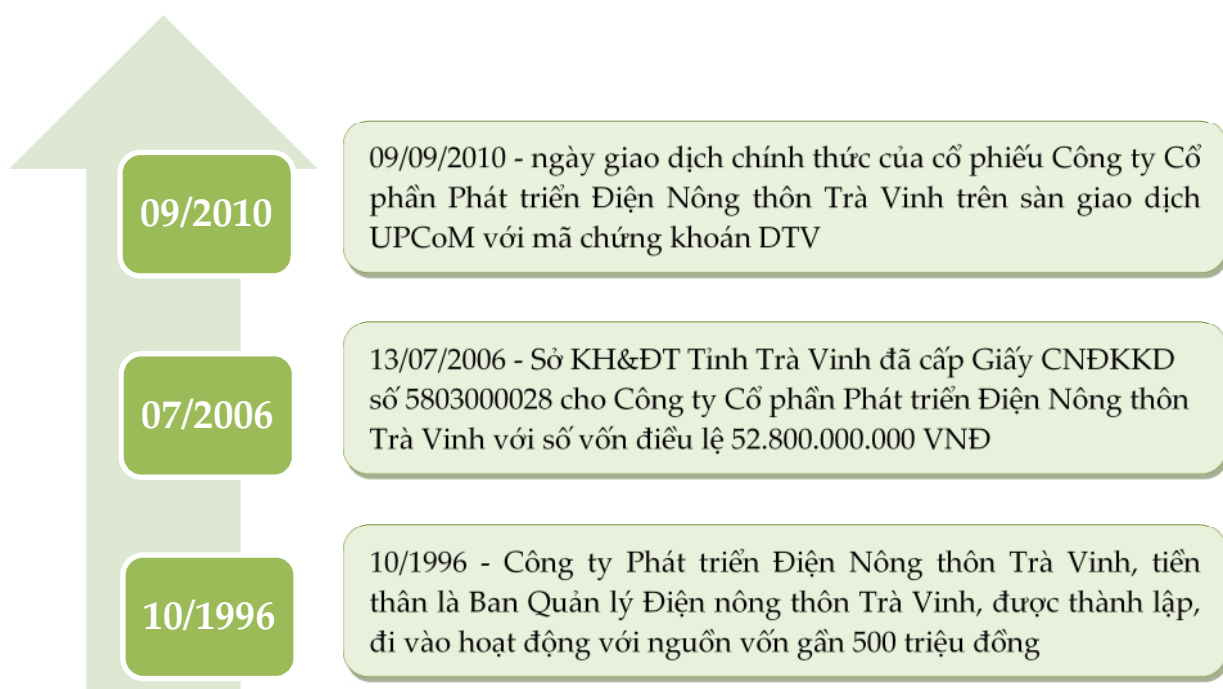 09/2010
09/09/2010 - ngày giao dịch chính thức của cổ phiếu Công ty Cổ
phần Phát triển Điện Nông thôn Trà Vinh trên sàn giao dịch
UPCoM với mã chứng khoán DTV
07/2006
13/07/2006 - Sở KH&ĐT Tỉnh Trà Vinh đã cấp Giấy CNĐKKD
số 5803000028 cho Công ty Cổ phần Phát triển Điện Nông thôn
Trà Vinh với số vốn điều lệ 52.800.000.000 VNĐ
10/1996
10/1996 - Công ty Phát triển Điện Nông thôn Trà Vinh, tiền
thân là Ban Quản lý Điện nông thôn Trà Vinh, được thành lập,
đi vào hoạt động với nguồn vốn gần 500 triệu đồng